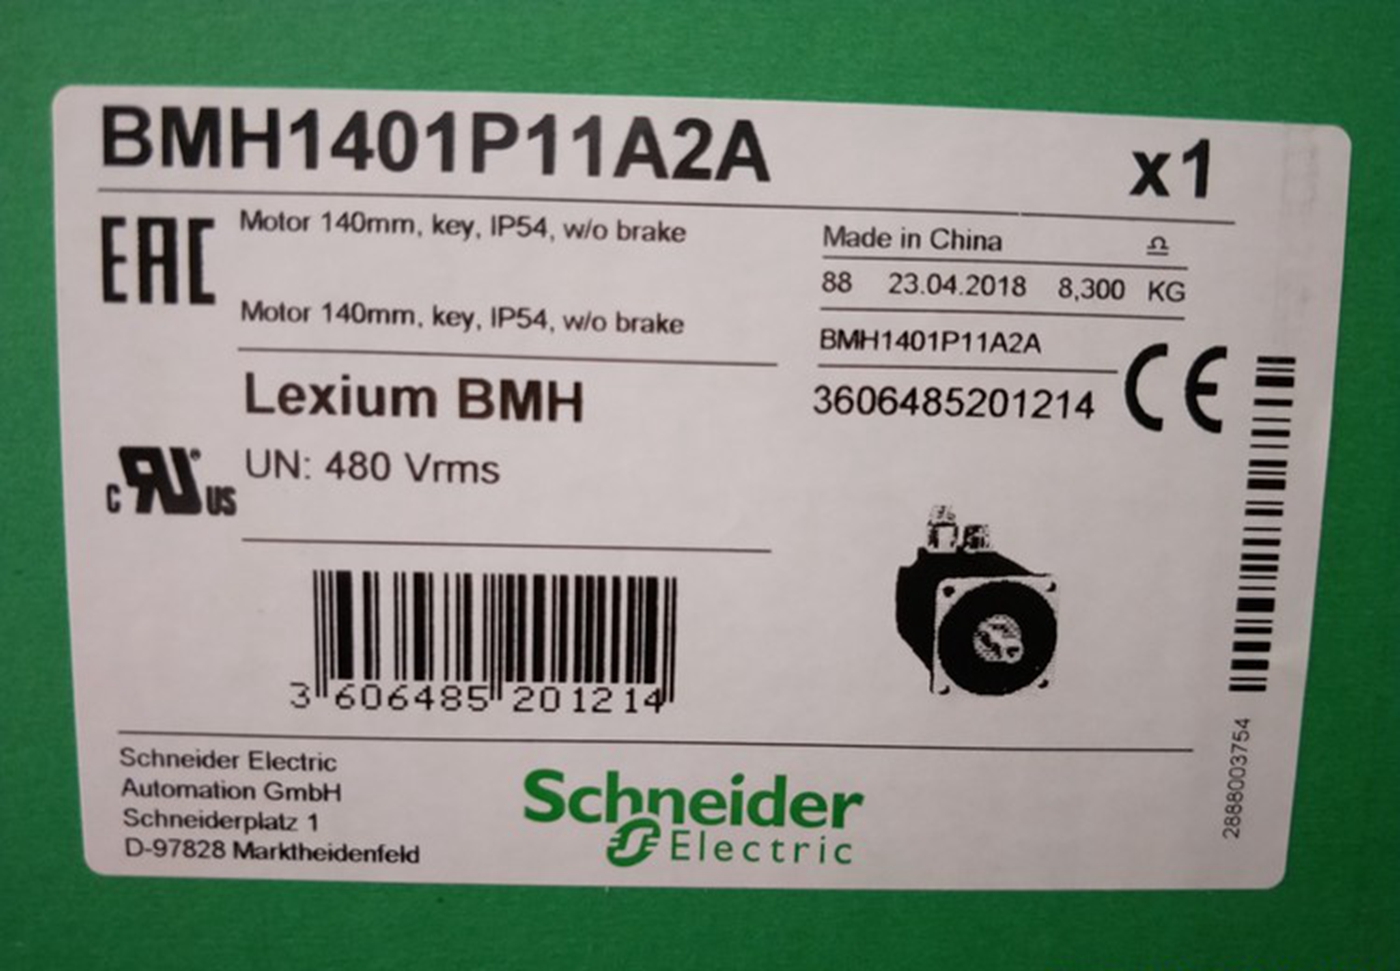 BMH1401P11A2A x1
EAC
Motor 140mm, key, IP54, w/o brake
Motor 140mm, key, IP54, w/o brake
Made in China
88 23.04.2018 8,300 KG
BMH1401P11A2A
3606485201214 CE
Lexium BMH
UN: 480 Vrms
c RU US
3 606485 201214
2888003754
Schneider Electric
Automation GmbH
Schneiderplatz 1
D-97828 Marktheidenfeld
Schneider
Electric